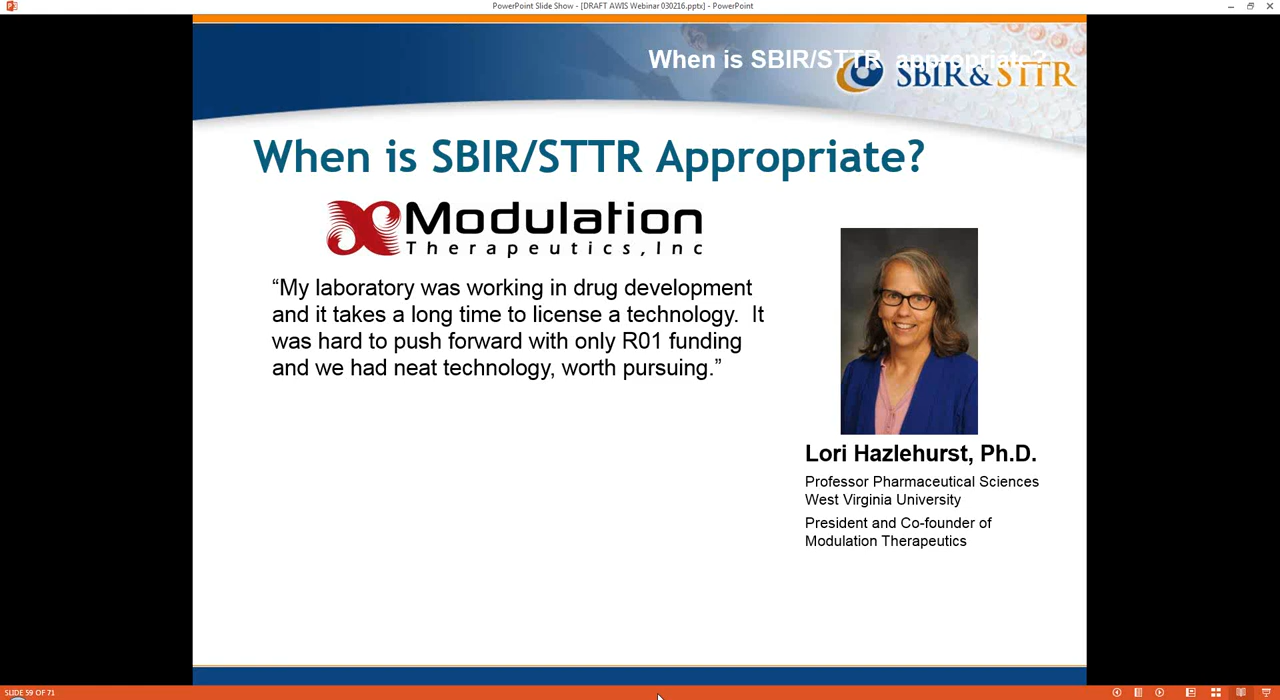 PowerPoint Slide Show - [DRAFT AWIS Webinar 030216.pptx] - PowerPoint
When is SBIR/STTR appropriate?
SBIR & STTR
When is SBIR/STTR Appropriate?
Modulation
Therapeutics, Inc
“My laboratory was working in drug development
and it takes a long time to license a technology.  It
was hard to push forward with only R01 funding
and we had neat technology, worth pursuing.”
Lori Hazlehurst, Ph.D.
Professor Pharmaceutical Sciences
West Virginia University
President and Co-founder of
Modulation Therapeutics
SLIDE 59 OF 71